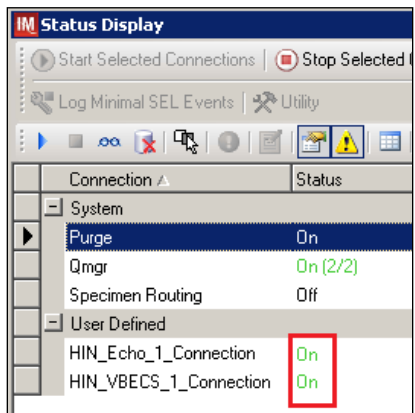 IM Status Display
Start Selected Connections Stop Selected
Log Minimal SEL Events Utility
Connection Status
System
Purge On
Qmgr On (2/2)
Specimen Routing Off
User Defined
HIN_Echo_1_Connection On
HIN_VBECS_1_Connection On